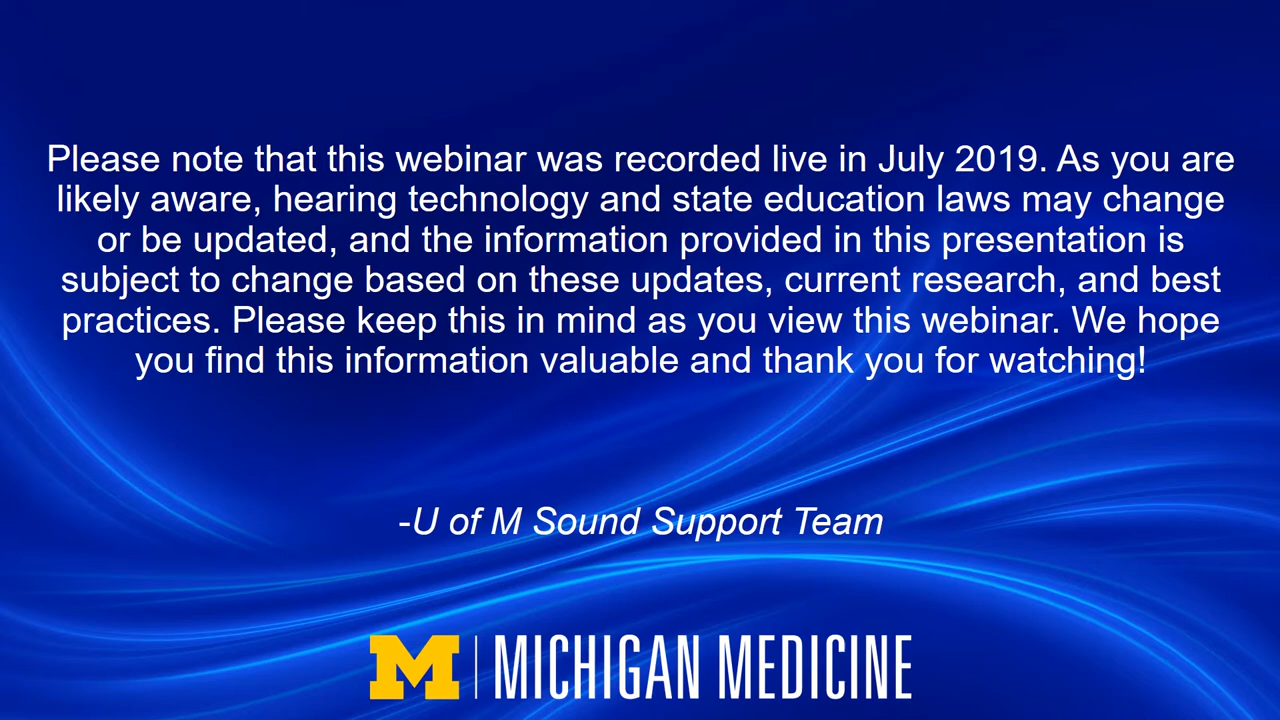 Please note that this webinar was recorded live in July 2019. As you are
likely aware, hearing technology and state education laws may change
or be updated, and the information provided in this presentation is
subject to change based on these updates, current research, and best
practices. Please keep this in mind as you view this webinar. We hope
you find this information valuable and thank you for watching!
-U of M Sound Support Team
M | MICHIGAN MEDICINE